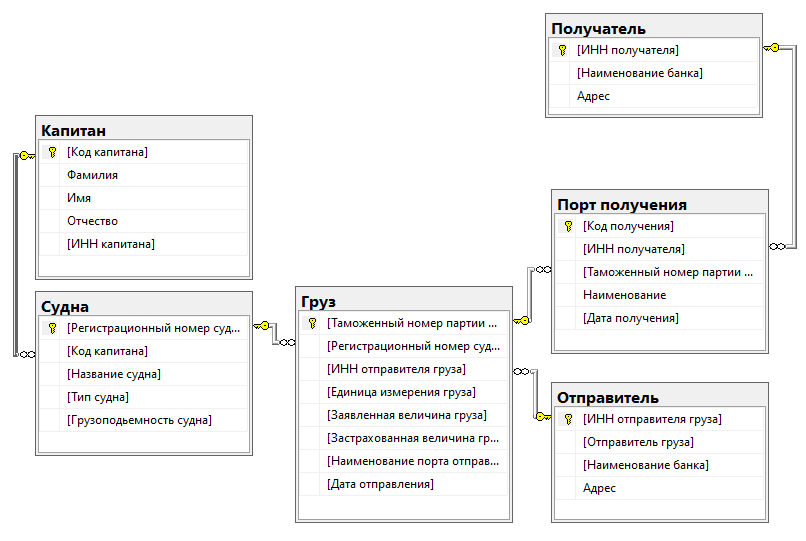 Получатель
[ИНН получателя]
[Наименование банка]
Адрес
Капитан
[Код капитана]
Фамилия
Имя
Отчество
[ИНН капитана]
Порт получения
[Код получения]
[ИНН получателя]
[Таможенный номер партии ...
Наименование
[Дата получения]
Судна
[Регистрационный номер суд...
[Код капитана]
[Название судна]
[Тип судна]
[Грузоподьемность судна]
Груз
[Таможенный номер партии ...
[Регистрационный номер суд...
[ИНН отправителя груза]
[Единица измерения груза]
[Заявленная величина груза]
[Застрахованная величина гр...
[Наименование порта отправ...
[Дата отправления]
Отправитель
[ИНН отправителя груза]
[Отправитель груза]
[Наименование банка]
Адрес